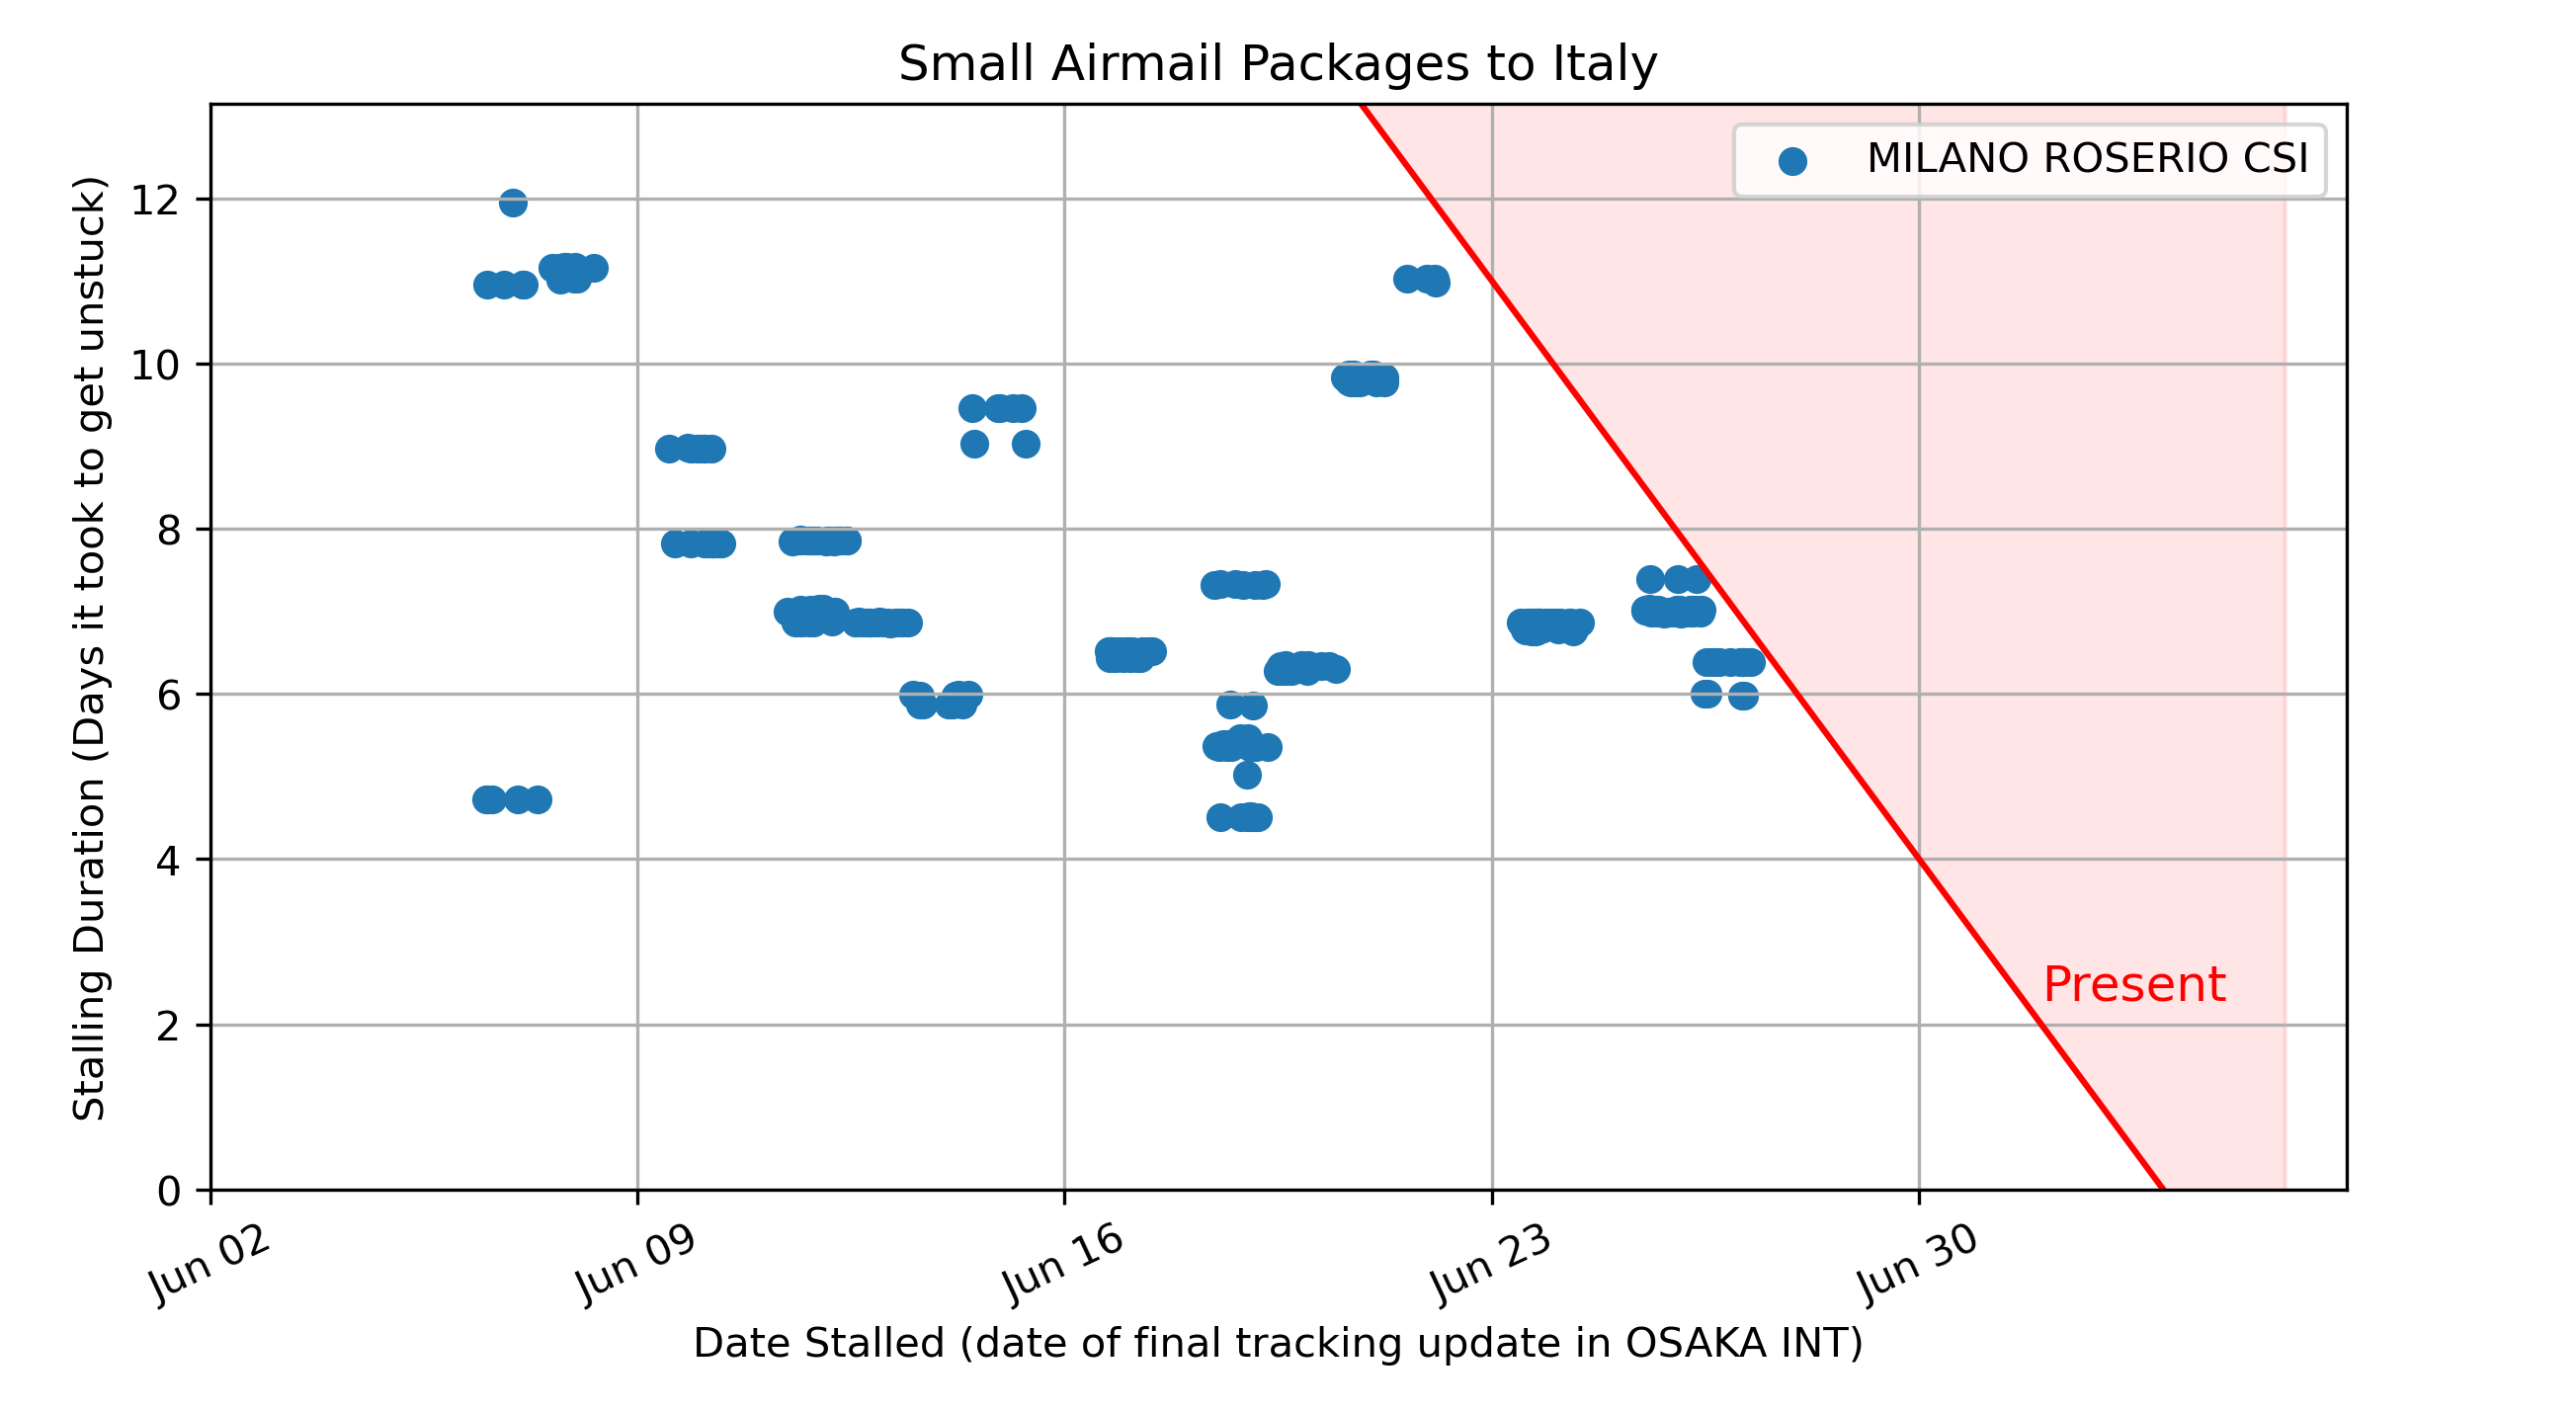 Small Airmail Packages to Italy
MILANO ROSERIO CSI
Stalling Duration (Days it took to get unstuck)
12
10
8
6
4
2
0
Present
Jun 02
Jun 09
Jun 16
Jun 23
Jun 30
Date Stalled (date of final tracking update in OSAKA INT)